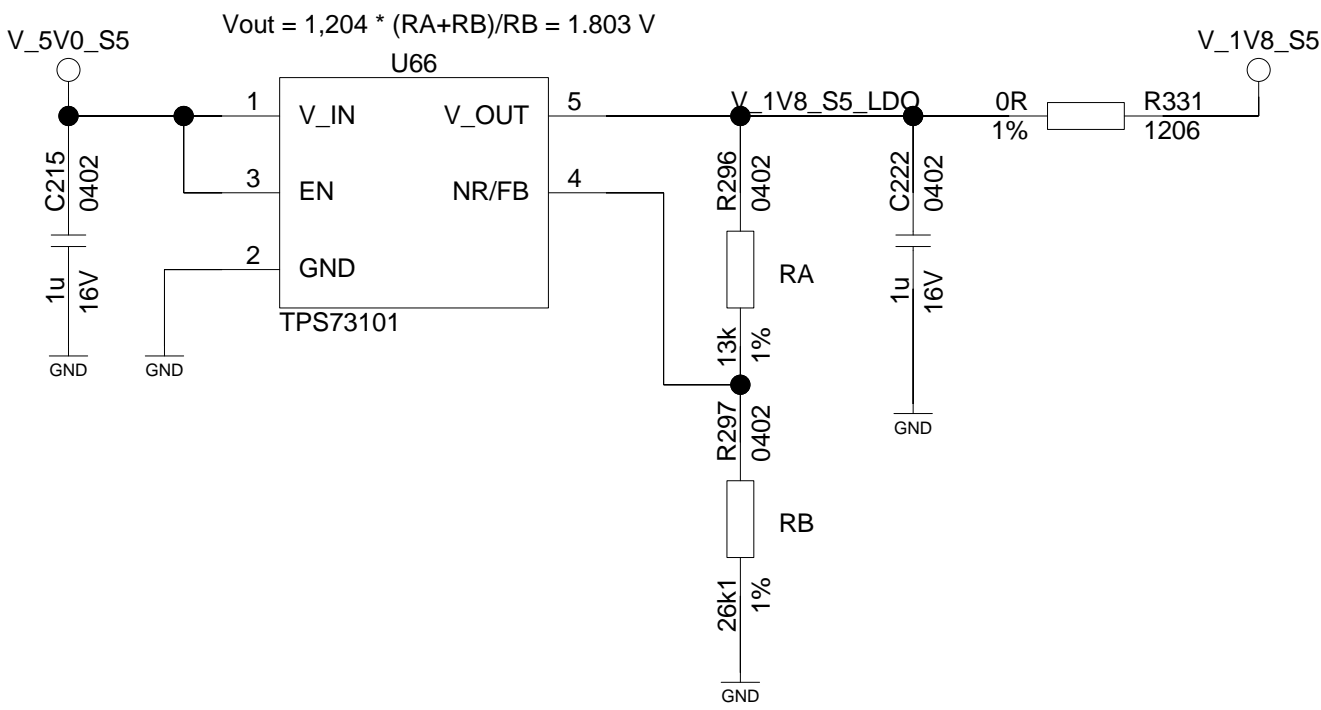 Vout = 1,204 * (RA+RB)/RB = 1.803 V
V_5V0_S5
V_1V8_S5
U66
1
V_IN
V_OUT
5
V_1V8_S5_LDO
0R
1%
R331
1206
C215
0402
3
EN
NR/FB
4
R296
0402
C222
0402
2
GND
1u
16V
RA
1u
16V
TPS73101
13k
1%
GND
GND
R297
0402
GND
RB
26k1
1%
GND